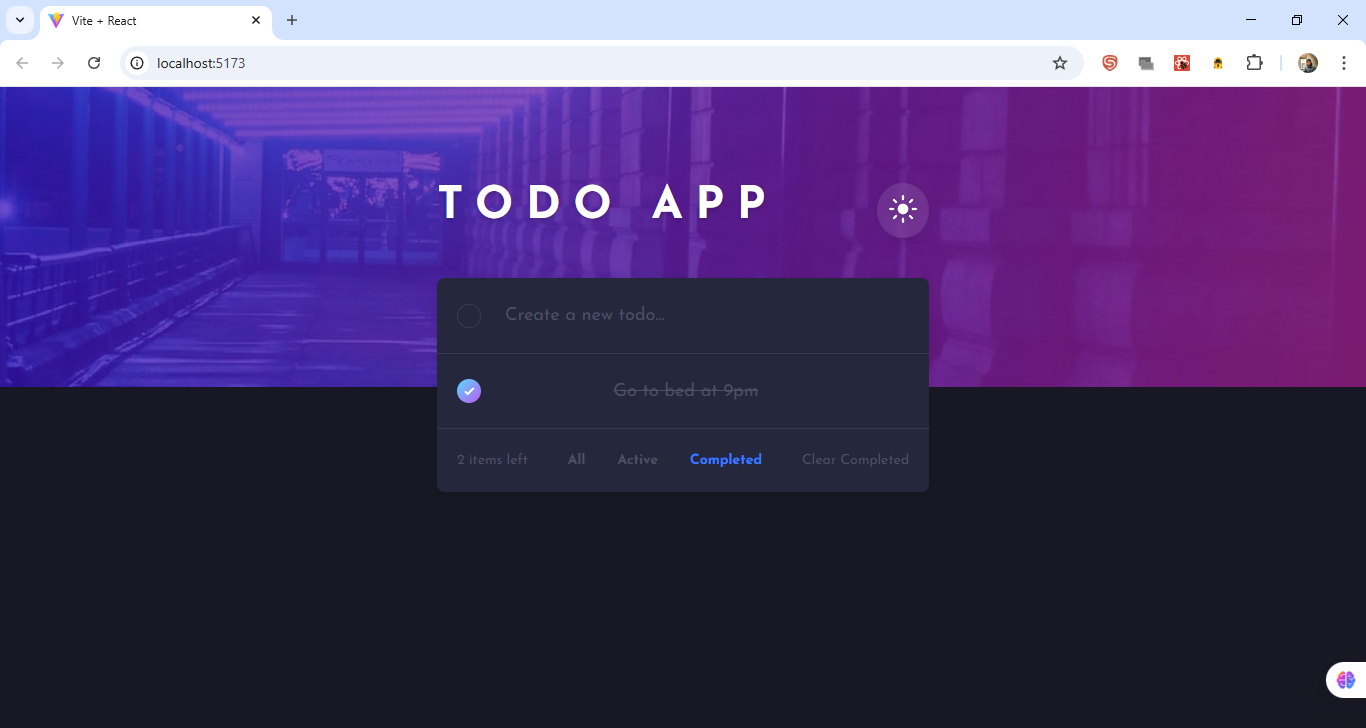 Vite + React
localhost:5173
TODO APP
Create a new todo...
Go to bed at 9pm
2 items left All Active Completed Clear Completed